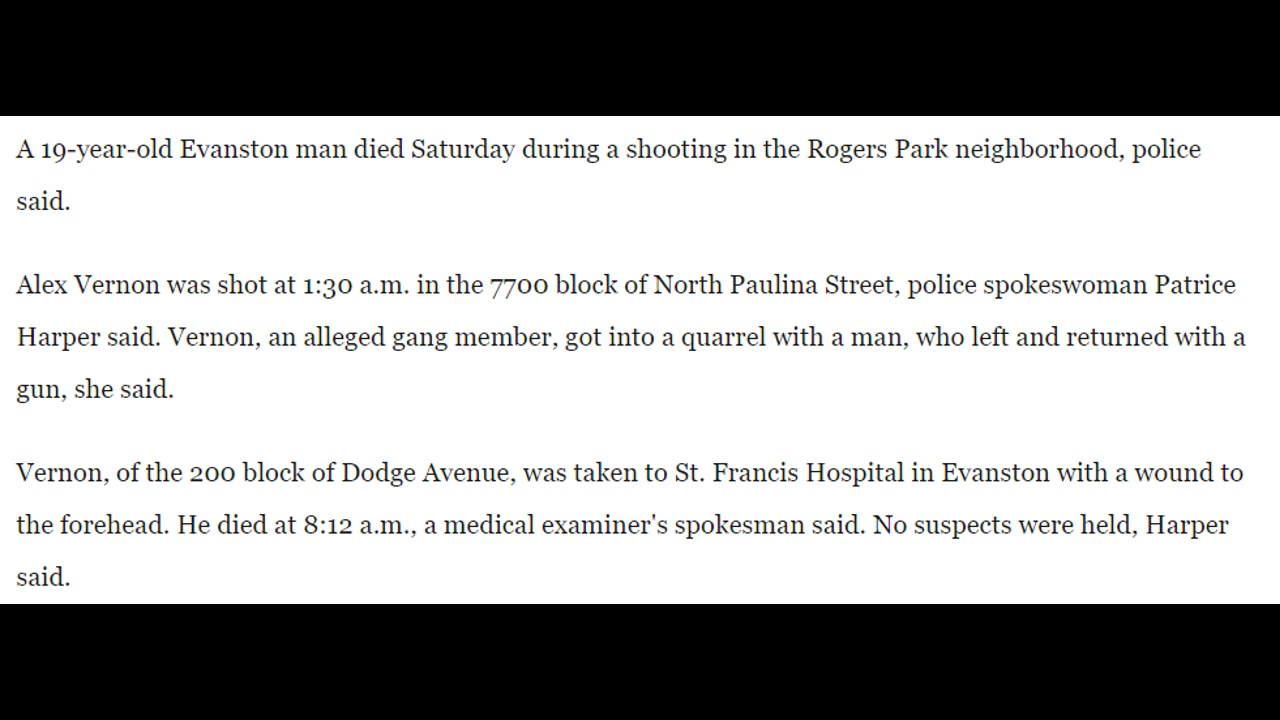 A 19-year-old Evanston man died Saturday during a shooting in the Rogers Park neighborhood, police
said.
Alex Vernon was shot at 1:30 a.m. in the 7700 block of North Paulina Street, police spokeswoman Patrice
Harper said. Vernon, an alleged gang member, got into a quarrel with a man, who left and returned with a
gun, she said.
Vernon, of the 200 block of Dodge Avenue, was taken to St. Francis Hospital in Evanston with a wound to
the forehead. He died at 8:12 a.m., a medical examiner's spokesman said. No suspects were held, Harper
said.